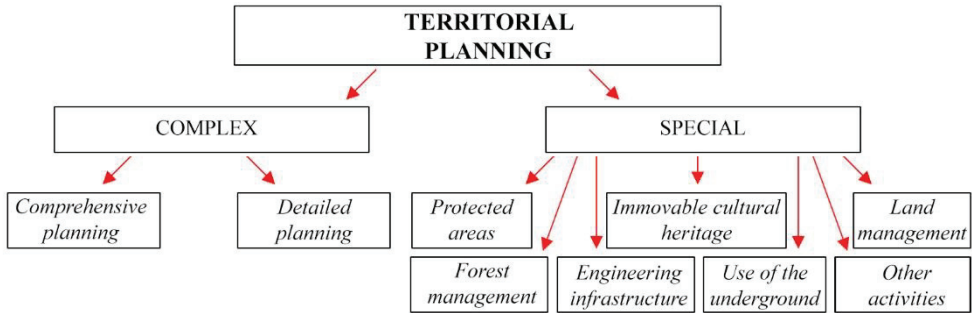 TERRITORIAL
PLANNING
COMPLEX
SPECIAL
Comprehensive
planning
Detailed
planning
Protected
areas
Immovable cultural
heritage
Land
management
Forest
management
Engineering
infrastructure
Use of the
underground
Other
activities